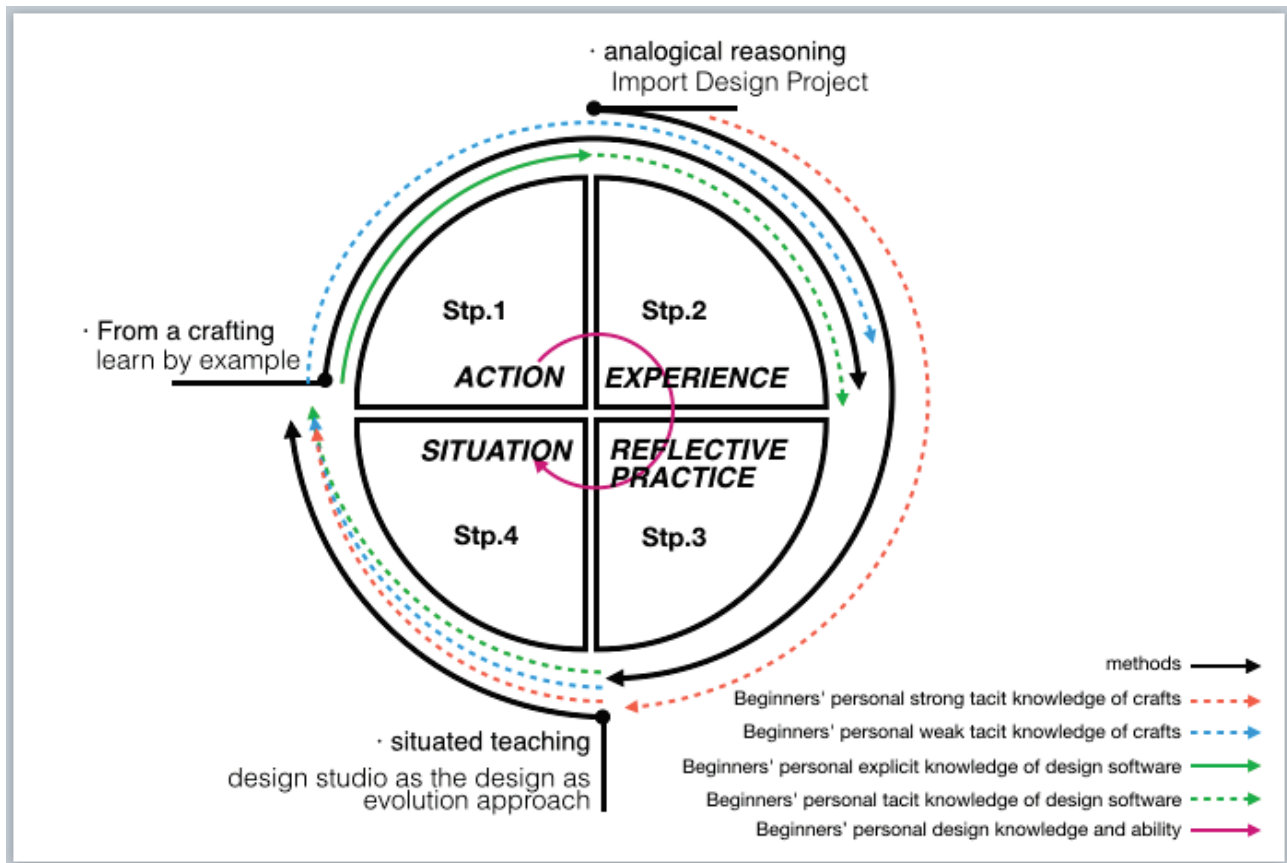 · analogical reasoning
Import Design Project
· From a crafting
learn by example
Stp.1
Stp.2
ACTION
EXPERIENCE
SITUATION
REFLECTIVE
PRACTICE
Stp.4
Stp.3
· situated teaching
design studio as the design as
evolution approach
methods
Beginners' personal strong tacit knowledge of crafts
Beginners' personal weak tacit knowledge of crafts
Beginners' personal explicit knowledge of design software
Beginners' personal tacit knowledge of design software
Beginners' personal design knowledge and ability